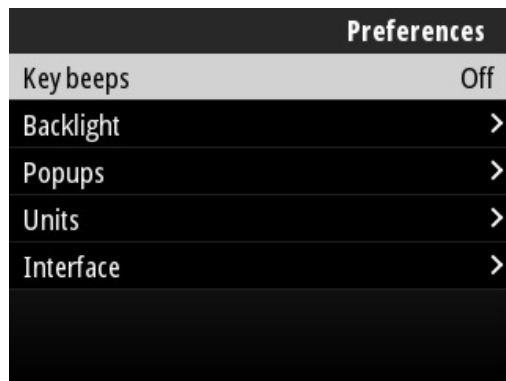 Preferences
Key beeps Off
Backlight >
Popups >
Units >
Interface >